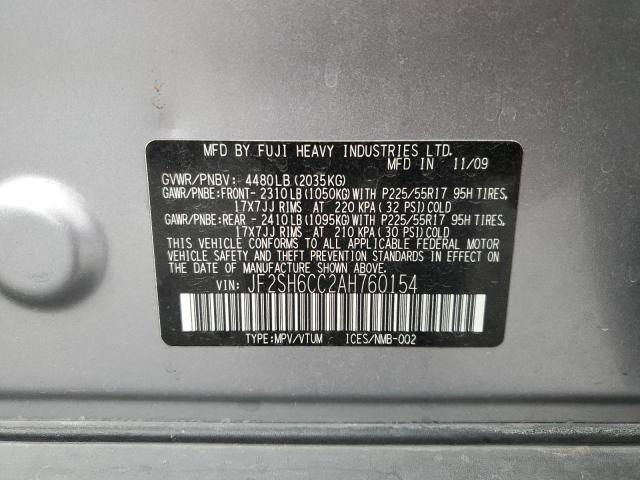 MFD BY FUJI HEAVY INDUSTRIES LTD.
MFD IN 11/09
GVWR/PNBV: 4480LB(2035KG)
GAWR/PNBE:FRONT- 2310LB(1050KG)WITH P225/55R17 95H TIRES,
17X7JJ RIMS AT 220 KPA(32 PSI)COLD
GAWR/PNBE:REAR - 2410LB(1095KG)WITH P225/55R17 95H TIRES,
17X7JJ RIMS AT 210 KPA(30 PSI)COLD
THIS VEHICLE CONFORMS TO ALL APPLICABLE FEDERAL MOTOR
VEHICLE SAFETY AND THEFT PREVENTION STANDARDS IN EFFECT
ON THE DATE OF MANUFACTURE SHOWN ABOVE.
VIN: JF2SH6CC2AH760154
TYPE:MPV/VTUM ICES/NMB-002